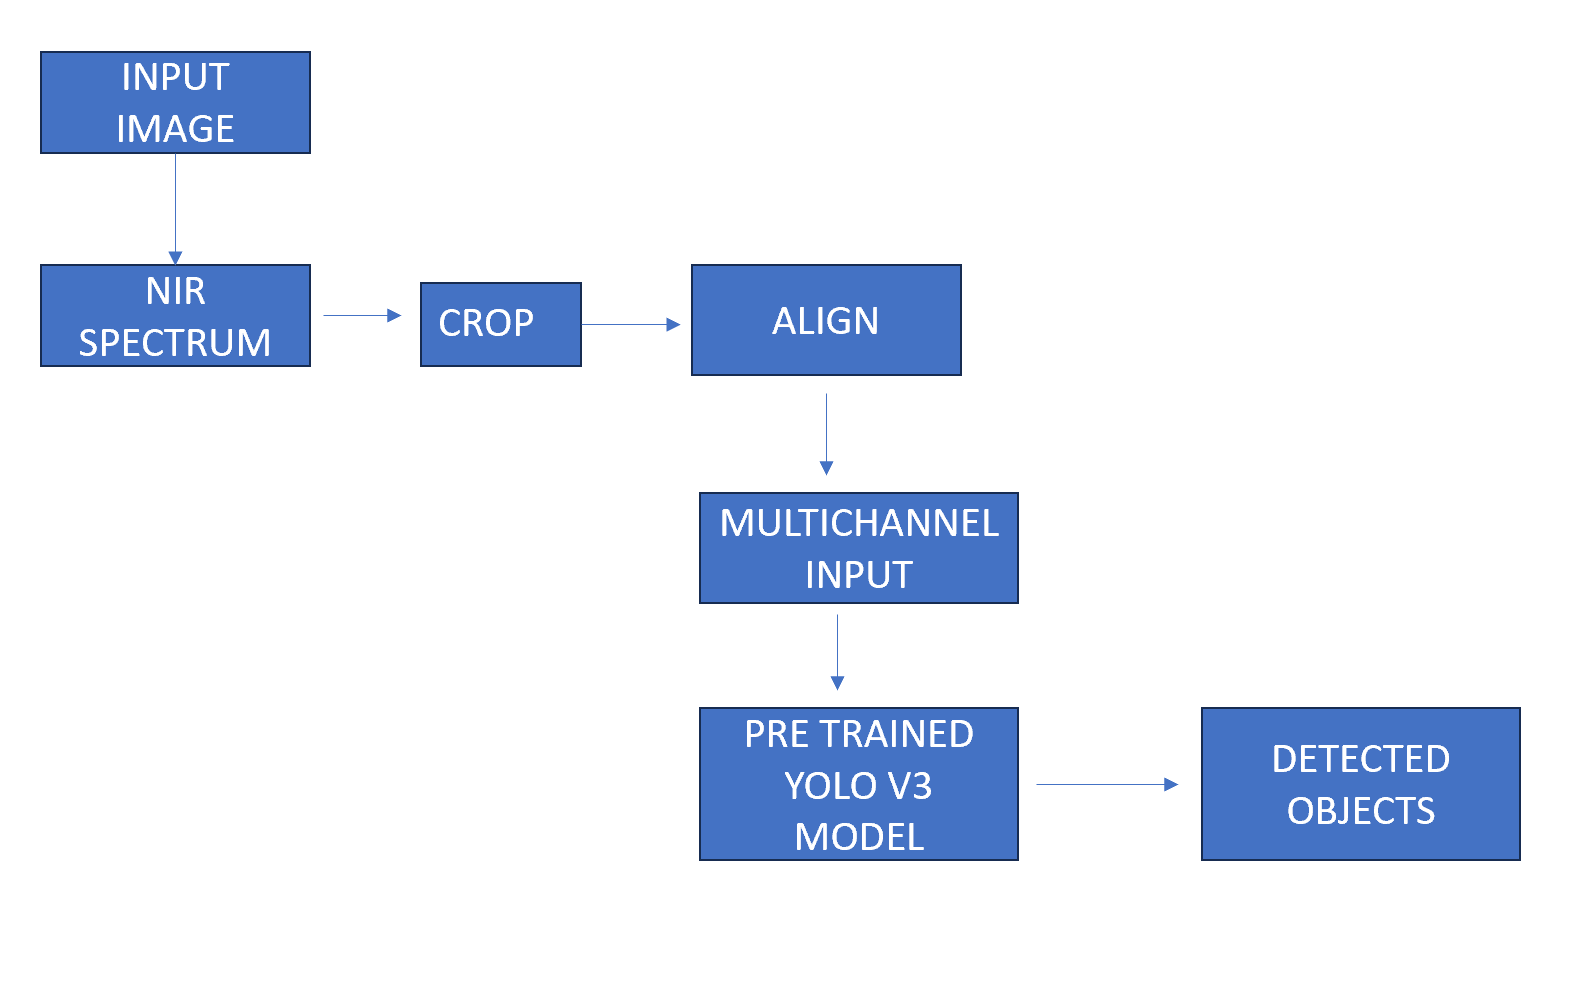 INPUT
IMAGE
NIR
SPECTRUM
CROP
ALIGN
MULTICHANNEL
INPUT
PRE TRAINED
YOLO V3
MODEL
DETECTED
OBJECTS